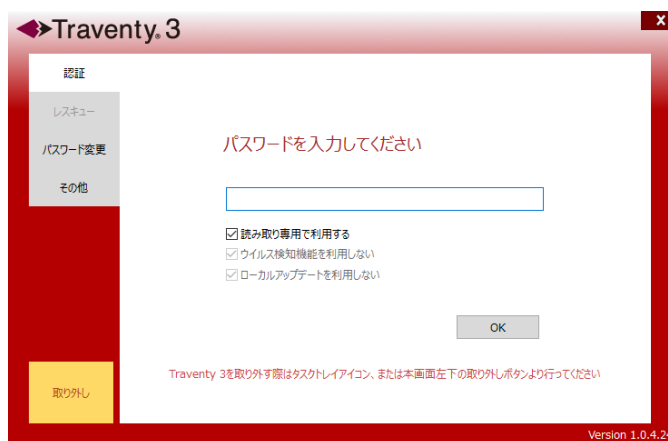 Traventy. 3
X
認証
レスキュー
パスワード変更
その他
パスワードを入力してください
読み取り専用で利用する
ウイルス検知機能を利用しない
ローカルアップデートを利用しない
OK
取り外し
Traventy 3を取り外す際はタスクトレイアイコン、または本画面左下の取り外しボタンより行ってください
Version 1.0.4.2